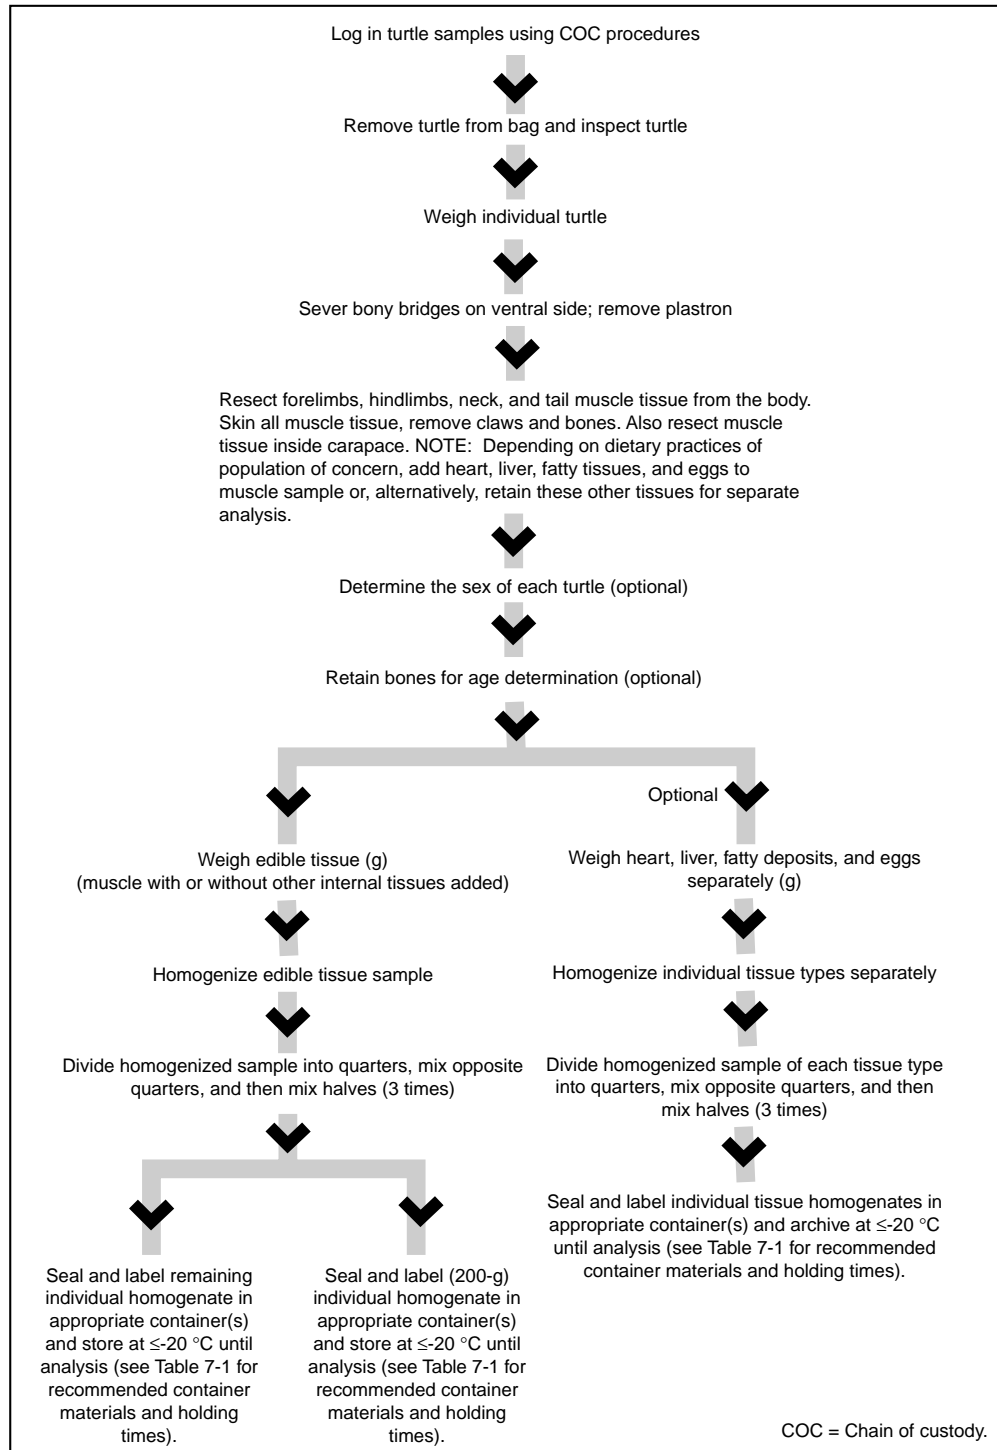 Log in turtle samples using COC procedures
Remove turtle from bag and inspect turtle
Weigh individual turtle
Sever bony bridges on ventral side; remove plastron
Resect forelimbs, hindlimbs, neck, and tail muscle tissue from the body.
Skin all muscle tissue, remove claws and bones. Also resect muscle
tissue inside carapace. NOTE:  Depending on dietary practices of
population of concern, add heart, liver, fatty tissues, and eggs to
muscle sample or, alternatively, retain these other tissues for separate
analysis.
Determine the sex of each turtle (optional)
Retain bones for age determination (optional)
Weigh edible tissue (g)
(muscle with or without other internal tissues added)
Homogenize edible tissue sample
Divide homogenized sample into quarters, mix opposite
quarters, and then mix halves (3 times)
Seal and label remaining
individual homogenate in
appropriate container(s)
and store at ≤-20 °C until
analysis (see Table 7-1 for
recommended container
materials and holding
times).
Seal and label (200-g)
individual homogenate in
appropriate container(s)
and store at ≤-20 °C until
analysis (see Table 7-1 for
recommended container
materials and holding
times).
Optional
Weigh heart, liver, fatty deposits, and eggs
separately (g)
Homogenize individual tissue types separately
Divide homogenized sample of each tissue type
into quarters, mix opposite quarters, and then
mix halves (3 times)
Seal and label individual tissue homogenates in
appropriate container(s) and archive at ≤-20 °C
until analysis (see Table 7-1 for recommended
container materials and holding times).
COC = Chain of custody.